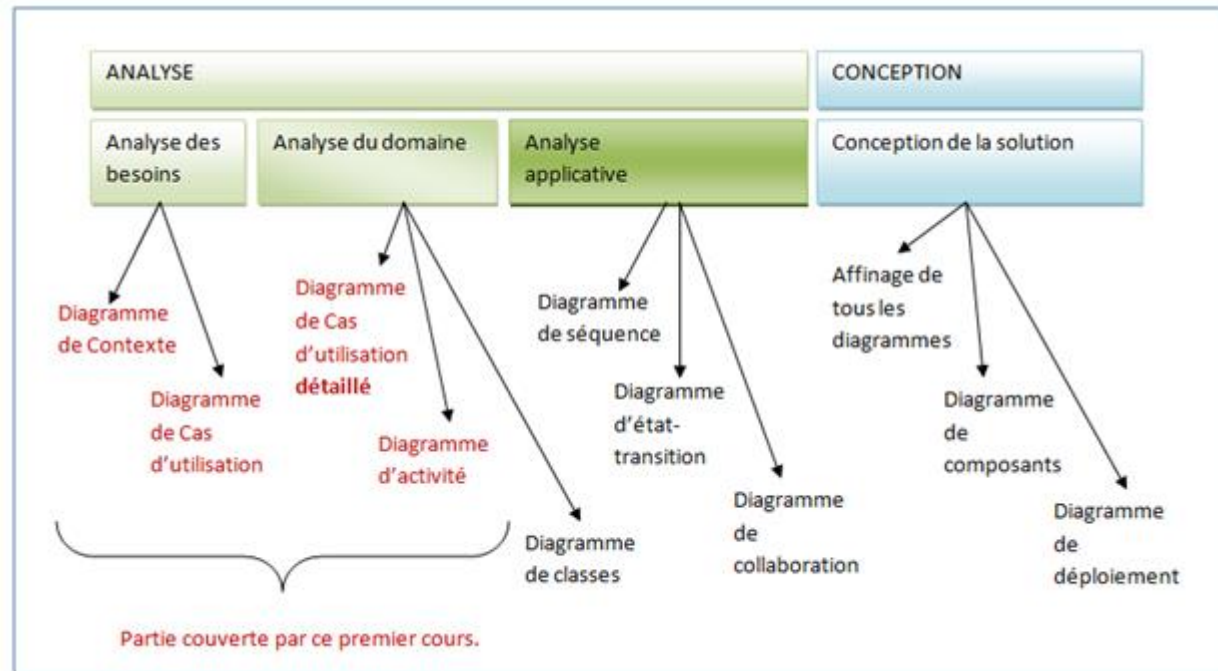 ANALYSE
CONCEPTION
Analyse des
besoins
Analyse du domaine
Analyse
applicative
Conception de la solution
Diagramme
de Contexte
Diagramme
de Cas
d'utilisation
Diagramme
de Cas
d'utilisation
détaillé
Diagramme
d'activité
Diagramme
de classes
Diagramme
de séquence
Diagramme
d'état-
transition
Diagramme
de
collaboration
Affinage de
tous les
diagrammes
Diagramme
de
composants
Diagramme
de
déploiement
Partie couverte par ce premier cours.